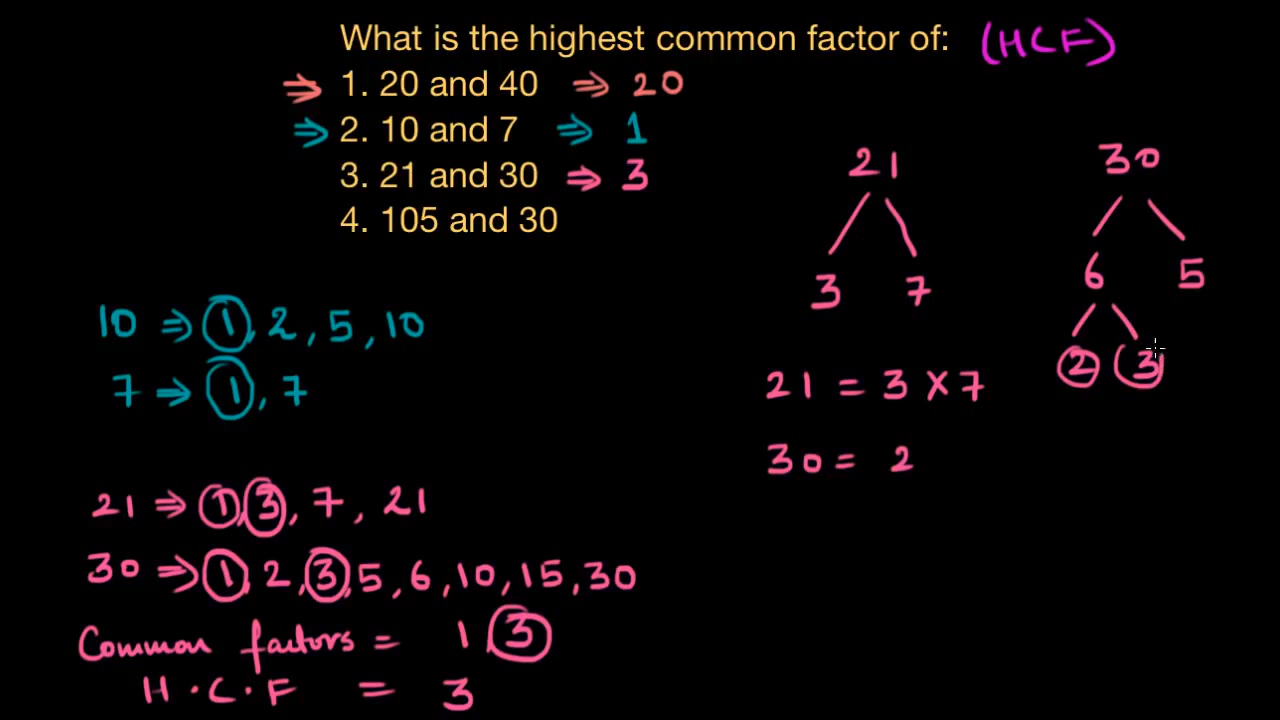 What is the highest common factor of: (HCF)
⇒ 1. 20 and 40 ⇒ 20
⇒ 2. 10 and 7 ⇒ 1
3. 21 and 30 ⇒ 3
4. 105 and 30
10 ⇒ 1, 2, 5, 10
7 ⇒ 1, 7
21 ⇒ 1, 3, 7, 21
30 ⇒ 1, 2, 3, 5, 6, 10, 15, 30
Common factors = 1 3
H.C.F = 3
21
3 7
30
6 5
2 3
21 = 3 × 7
30 = 2